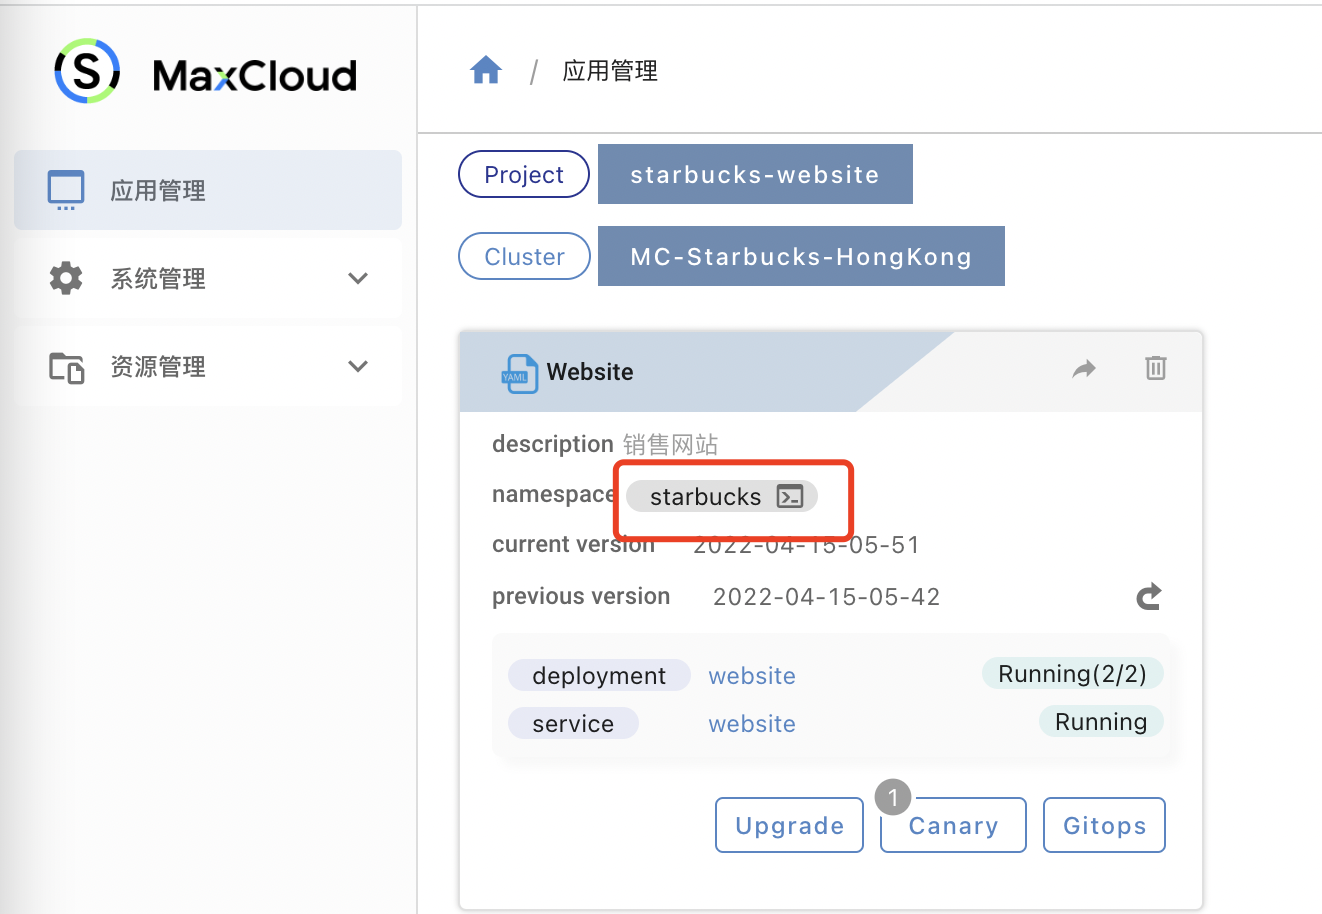 S MaxCloud
/ 应用管理
应用管理
系统管理
资源管理
Project starbucks-website
Cluster MC-Starbucks-HongKong
YAML Website
description 销售网站
namespace starbucks
current version 2022-04-15-05-51
previous version 2022-04-15-05-42
deployment website Running(2/2)
service website Running
1
Upgrade Canary Gitops